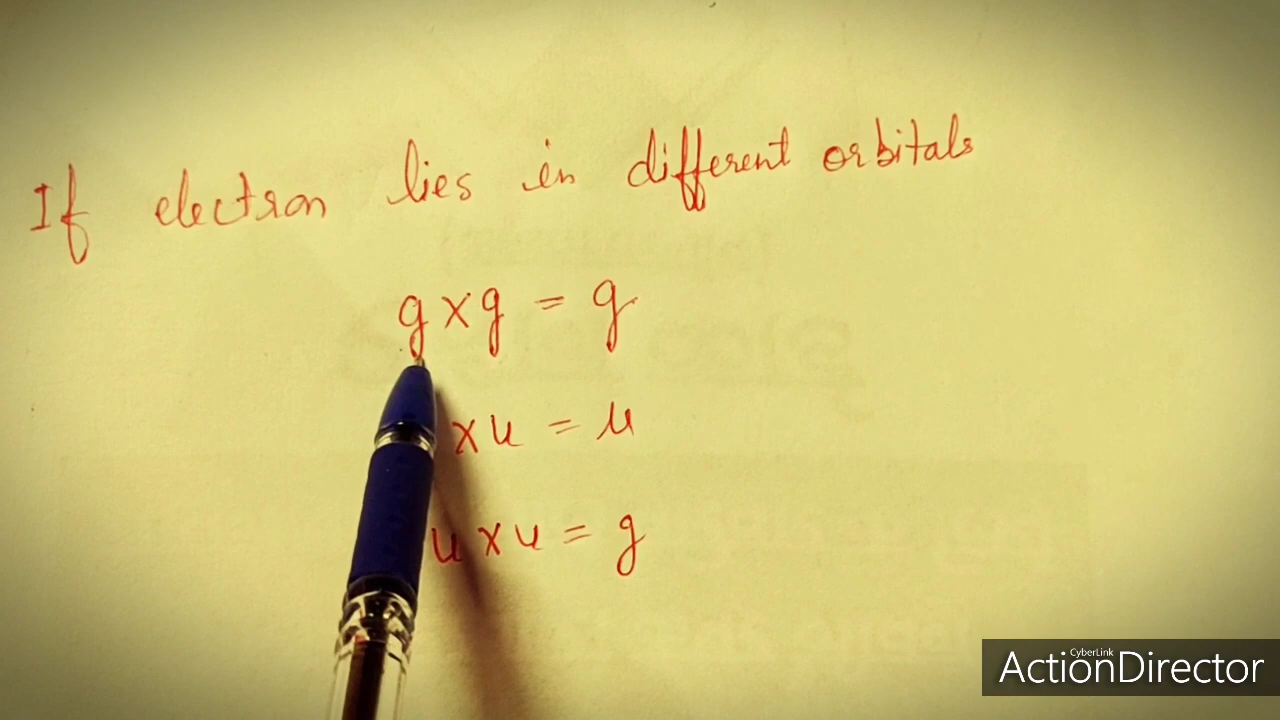 If electron lies in different orbitals
g x g = g
x u = u
u x u = g
CyberLink
ActionDirector